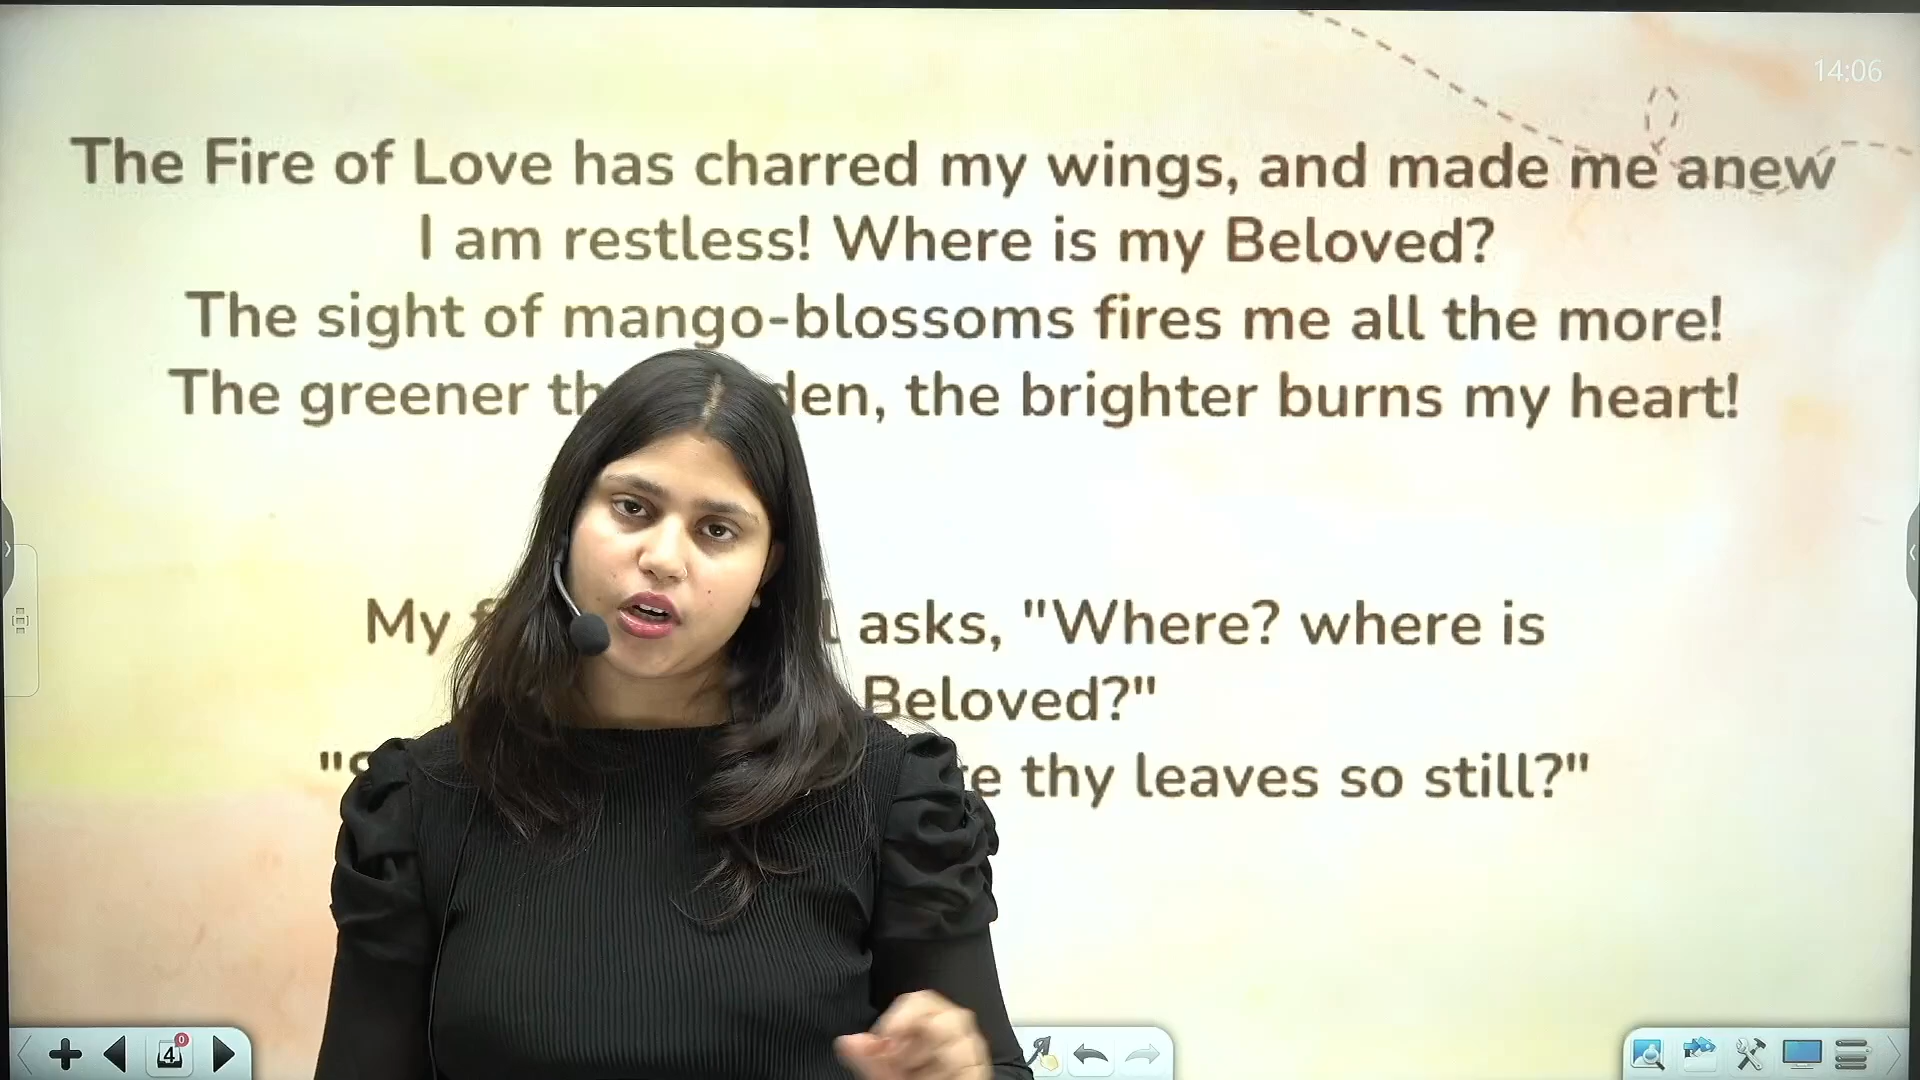 14:06
The Fire of Love has charred my wings, and made me anew
I am restless! Where is my Beloved?
The sight of mango-blossoms fires me all the more!
The greener the den, the brighter burns my heart!
My asks, "Where? where is
Beloved?"
thy leaves so still?"
4
0